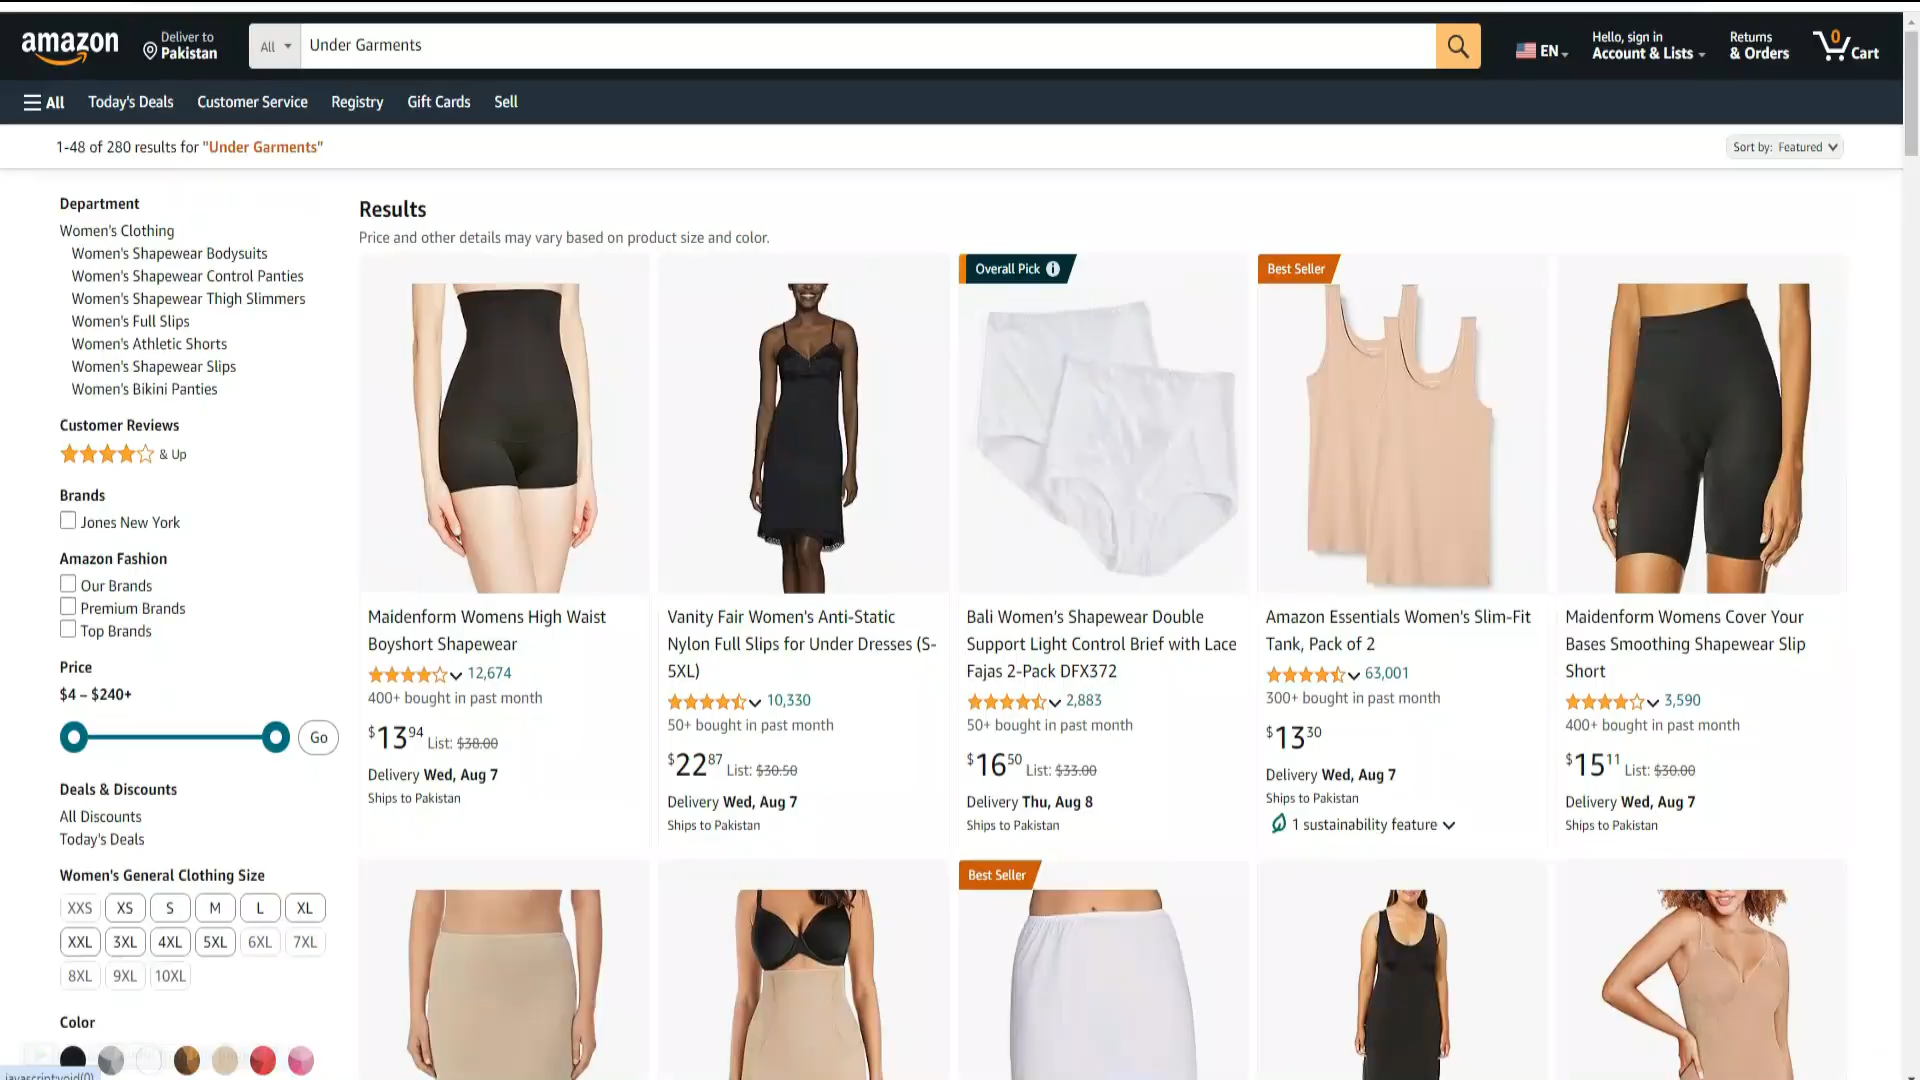 amazon
Deliver to
Pakistan
All
Under Garments
EN
Hello, sign in
Account & Lists
Returns
& Orders
0
Cart
All
Today's Deals
Customer Service
Registry
Gift Cards
Sell
1-48 of 280 results for "Under Garments"
Sort by: Featured
Department
Women's Clothing
Women's Shapewear Bodysuits
Women's Shapewear Control Panties
Women's Shapewear Thigh Slimmers
Women's Full Slips
Women's Athletic Shorts
Women's Shapewear Slips
Women's Bikini Panties
Customer Reviews
& Up
Brands
Jones New York
Amazon Fashion
Our Brands
Premium Brands
Top Brands
Price
$4 – $240+
Go
Deals & Discounts
All Discounts
Today's Deals
Women's General Clothing Size
XXS XS S M L XL
XXL 3XL 4XL 5XL 6XL 7XL
8XL 9XL 10XL
Color
javascript:void(0)
Results
Price and other details may vary based on product size and color.
Maidenform Womens High Waist
Boyshort Shapewear
12,674
400+ bought in past month
$13 94 List: $38.00
Delivery Wed, Aug 7
Ships to Pakistan
Vanity Fair Women's Anti-Static
Nylon Full Slips for Under Dresses (S-
5XL)
10,330
50+ bought in past month
$22 87 List: $30.50
Delivery Wed, Aug 7
Ships to Pakistan
Overall Pick
Bali Women's Shapewear Double
Support Light Control Brief with Lace
Fajas 2-Pack DFX372
2,883
50+ bought in past month
$16 50 List: $33.00
Delivery Thu, Aug 8
Ships to Pakistan
Best Seller
Amazon Essentials Women's Slim-Fit
Tank, Pack of 2
63,001
300+ bought in past month
$13 30
Delivery Wed, Aug 7
Ships to Pakistan
1 sustainability feature
Maidenform Womens Cover Your
Bases Smoothing Shapewear Slip
Short
3,590
400+ bought in past month
$15 11 List: $30.00
Delivery Wed, Aug 7
Ships to Pakistan
Best Seller